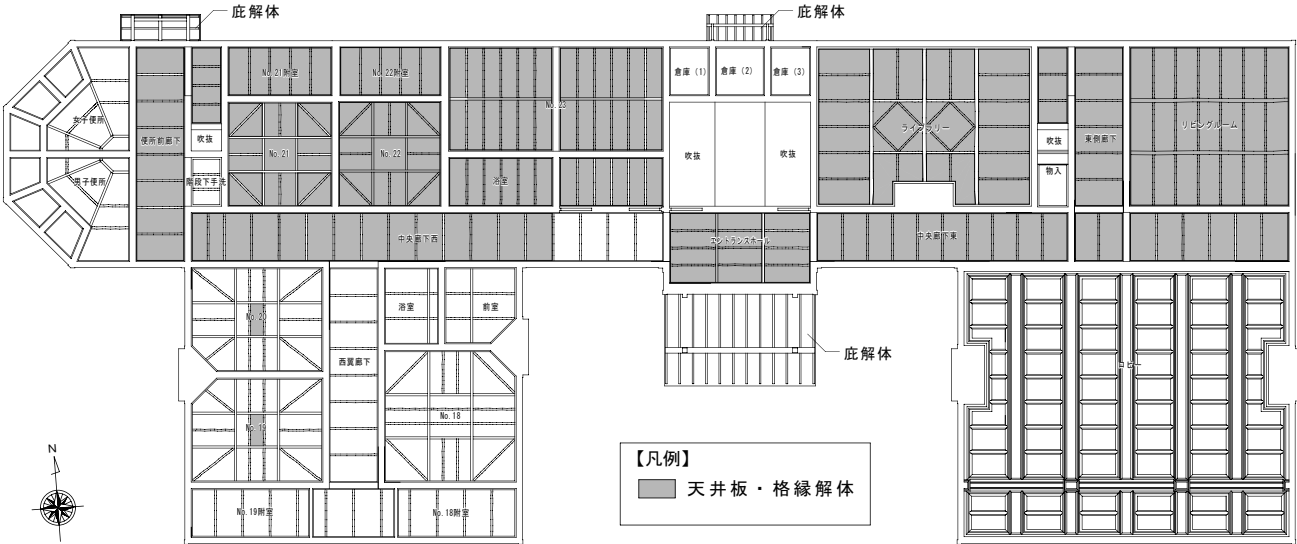 庇解体
庇解体
No.21附室
No.22附室
No.23
倉庫（1）
倉庫（2）
倉庫（3）
女子便所
便所前廊下
吹抜
No.21
No.22
吹抜
吹抜
ライブラリー
吹抜
東側廊下
リビングルーム
男子便所
階段下手洗
浴室
物入
中央廊下西
エントランスホール
中央廊下東
No.20
西翼廊下
浴室
前室
庇解体
ロビー
No.19
No.18
N
【凡例】
天井板・格縁解体
No.19附室
No.18附室